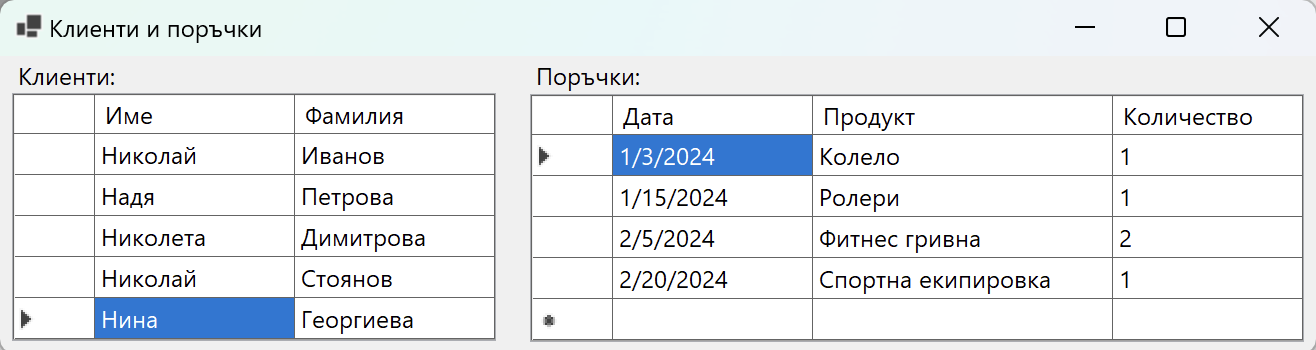 Клиенти и поръчки
Клиенти:
Име Фамилия
Николай Иванов
Надя Петрова
Николета Димитрова
Николай Стоянов
Нина Георгиева
Поръчки:
Дата Продукт Количество
1/3/2024 Колело 1
1/15/2024 Ролери 1
2/5/2024 Фитнес гривна 2
2/20/2024 Спортна екипировка 1